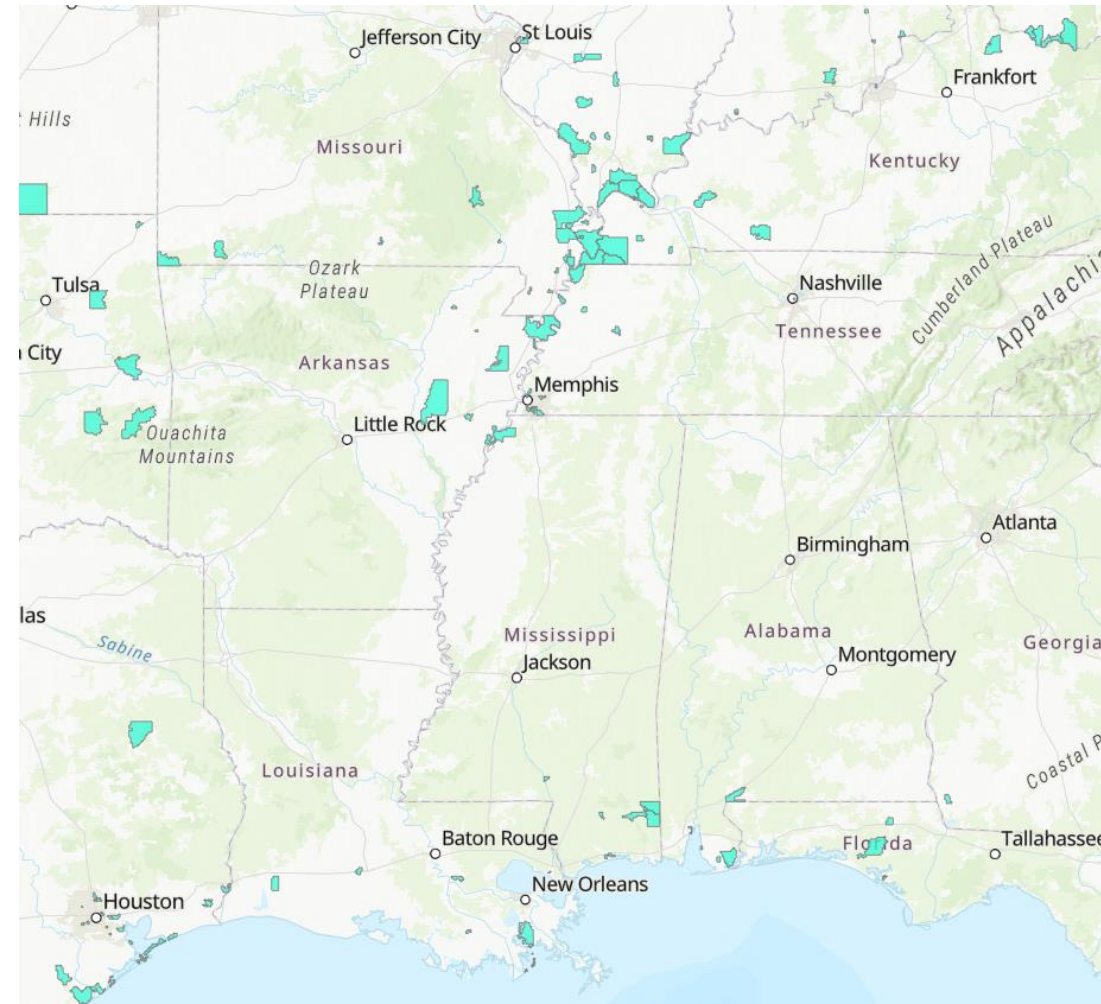 Jefferson City
St Louis
Frankfort
t Hills
Missouri
Kentucky
Tulsa
Ozark
Plateau
Nashville
Tennessee
Cumberland Plateau
Appalachi
City
Arkansas
Memphis
Little Rock
Ouachita
Mountains
Atlanta
Birmingham
las
Sabine
Mississippi
Jackson
Alabama
Montgomery
Georgia
Louisiana
Coastal P
Baton Rouge
Florida
Tallahassee
New Orleans
Houston